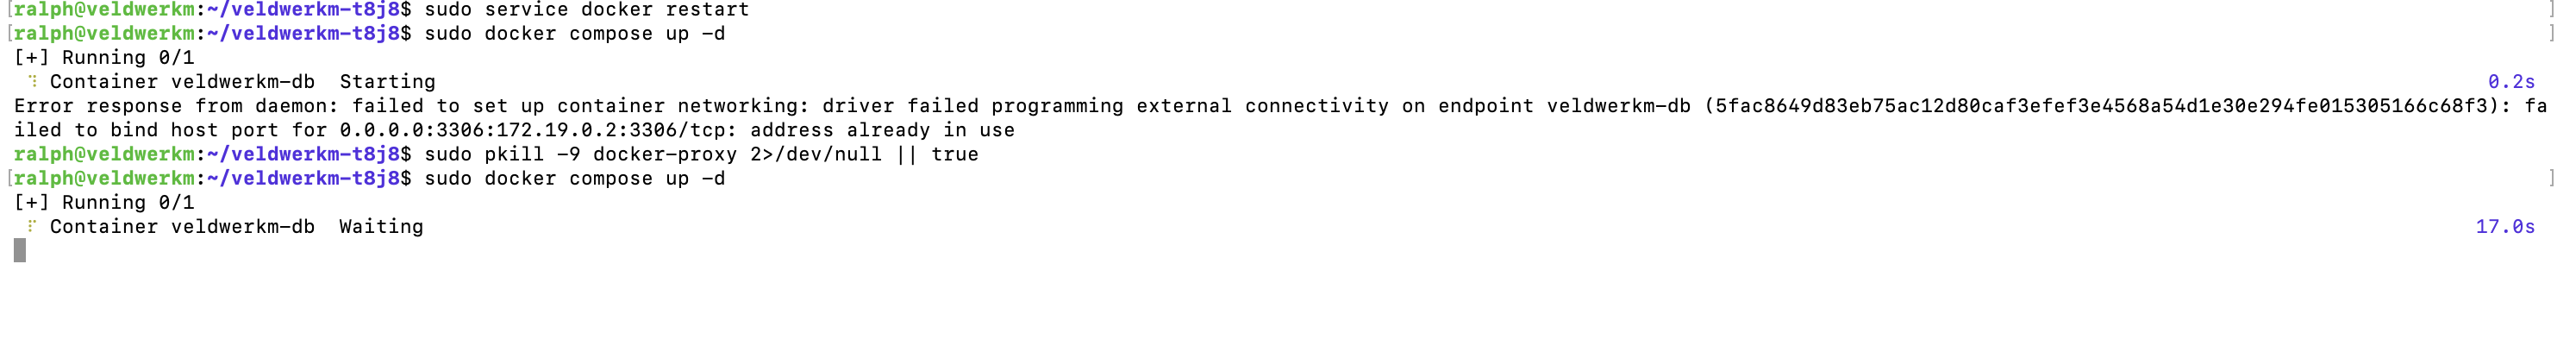 [ralph@veldwerkm:~/veldwerkm-t8j8$ sudo service docker restart ]
[ralph@veldwerkm:~/veldwerkm-t8j8$ sudo docker compose up -d ]
[+] Running 0/1
⠹ Container veldwerkm-db  Starting 0.2s
Error response from daemon: failed to set up container networking: driver failed programming external connectivity on endpoint veldwerkm-db (5fac8649d83eb75ac12d80caf3efef3e4568a54d1e30e294fe015305166c68f3): fa
iled to bind host port for 0.0.0.0:3306:172.19.0.2:3306/tcp: address already in use
ralph@veldwerkm:~/veldwerkm-t8j8$ sudo pkill -9 docker-proxy 2>/dev/null || true
[ralph@veldwerkm:~/veldwerkm-t8j8$ sudo docker compose up -d ]
[+] Running 0/1
⠏ Container veldwerkm-db  Waiting 17.0s